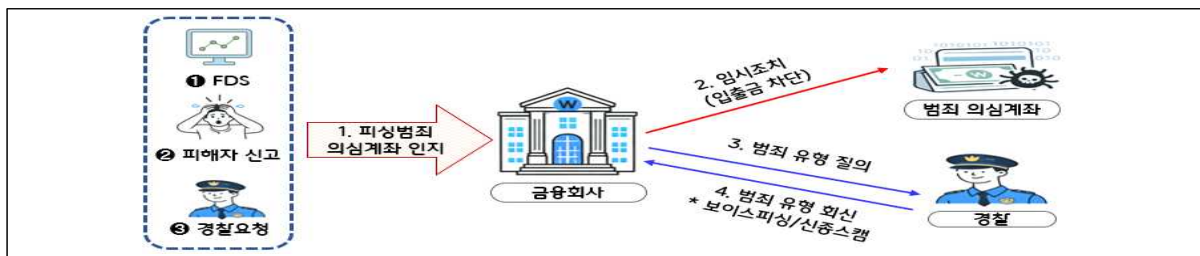 ❶ FDS
❷ 피해자 신고
❸ 경찰요청
1. 피싱범죄
의심계좌 인지
W
금융회사
2. 임시조치
(입출금 차단)
범죄 의심계좌
3. 범죄 유형 질의
4. 범죄 유형 회신
* 보이스피싱/신종스캠
경찰